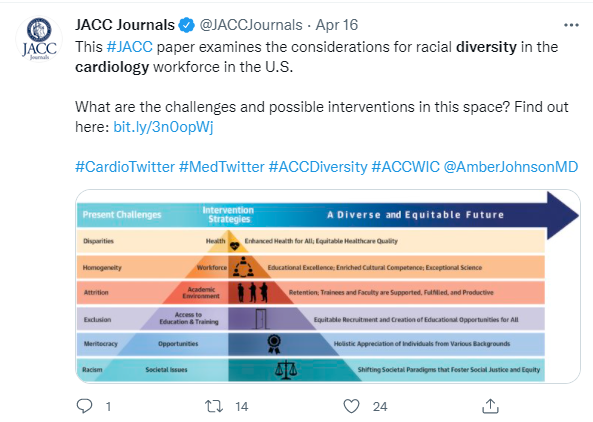 JACC Journals @JACCJournals · Apr 16
This #JACC paper examines the considerations for racial diversity in the
cardiology workforce in the U.S.
What are the challenges and possible interventions in this space? Find out
here: bit.ly/3n0opWj
#CardioTwitter #MedTwitter #ACCDiversity #ACCWIC @AmberJohnsonMD
JACC
Journals
Present Challenges
Intervention
Strategies
A Diverse and Equitable Future
Disparities
Health
Enhanced Health for All; Equitable Healthcare Quality
Homogeneity
Workforce
Educational Excellence; Enriched Cultural Competence; Exceptional Science
Attrition
Academic
Environment
Retention; Trainees and Faculty are Supported, Fulfilled, and Productive
Exclusion
Access to
Education & Training
Equitable Recruitment and Creation of Educational Opportunities for All
Meritocracy
Opportunities
Holistic Appreciation of Individuals from Various Backgrounds
Racism
Societal Issues
Shifting Societal Paradigms that Foster Social Justice and Equity
1
14
24